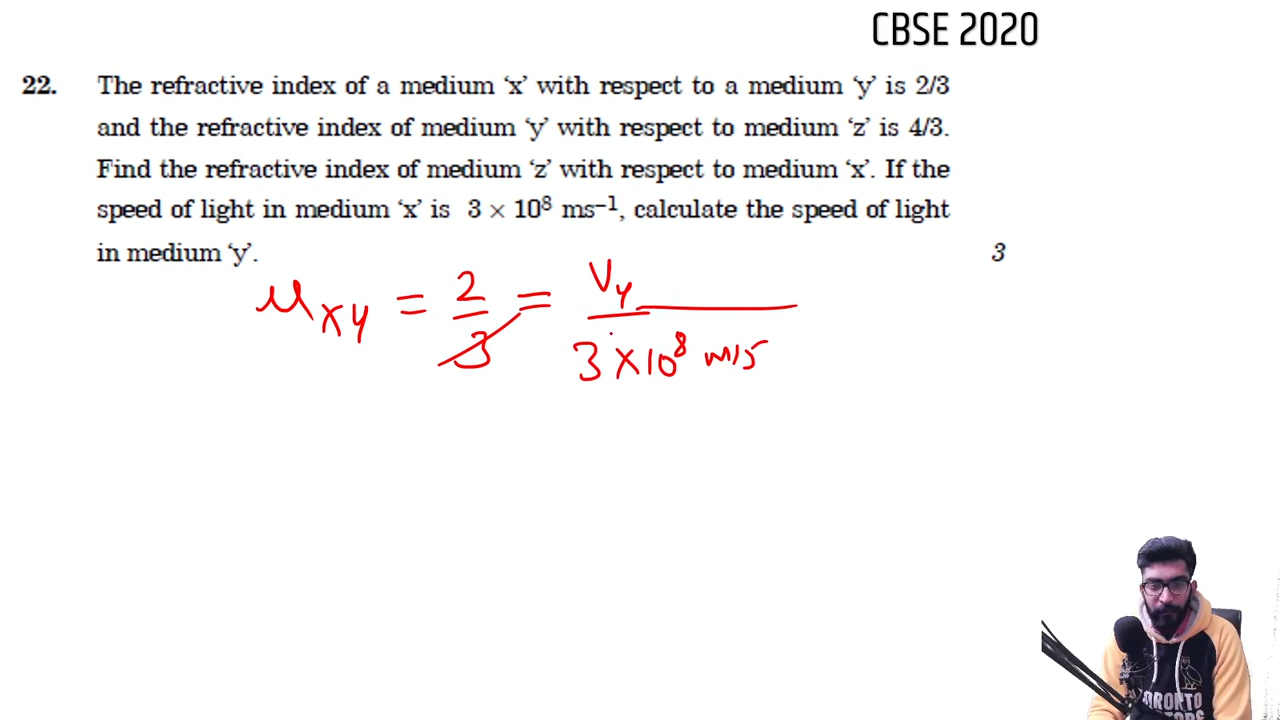 CBSE 2020
22. The refractive index of a medium ‘x’ with respect to a medium ‘y’ is 2/3
and the refractive index of medium ‘y’ with respect to medium ‘z’ is 4/3.
Find the refractive index of medium ‘z’ with respect to medium ‘x’. If the
speed of light in medium ‘x’ is 3 × 10⁸ ms⁻¹, calculate the speed of light
in medium ‘y’. 3
μxy = 2/3 = Vy / 3×10⁸ m/s